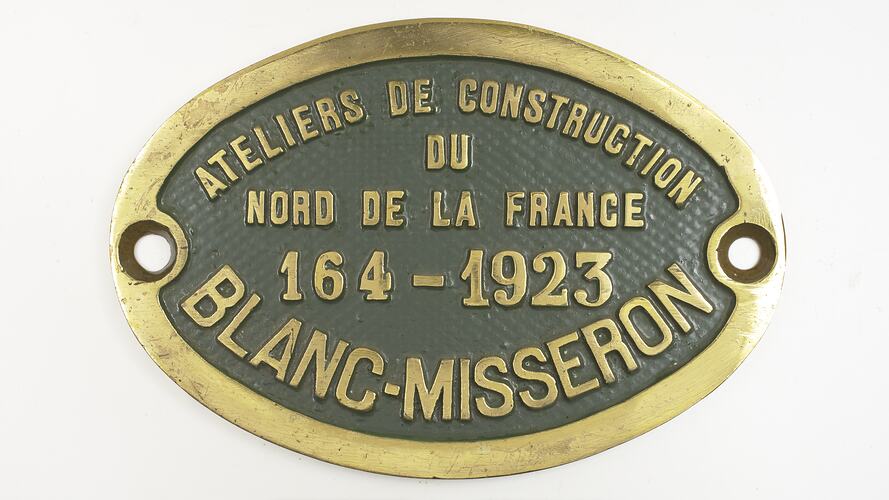 ATELIERS DE CONSTRUCTION
DU
NORD DE LA FRANCE
164-1923
BLANC-MISSERON